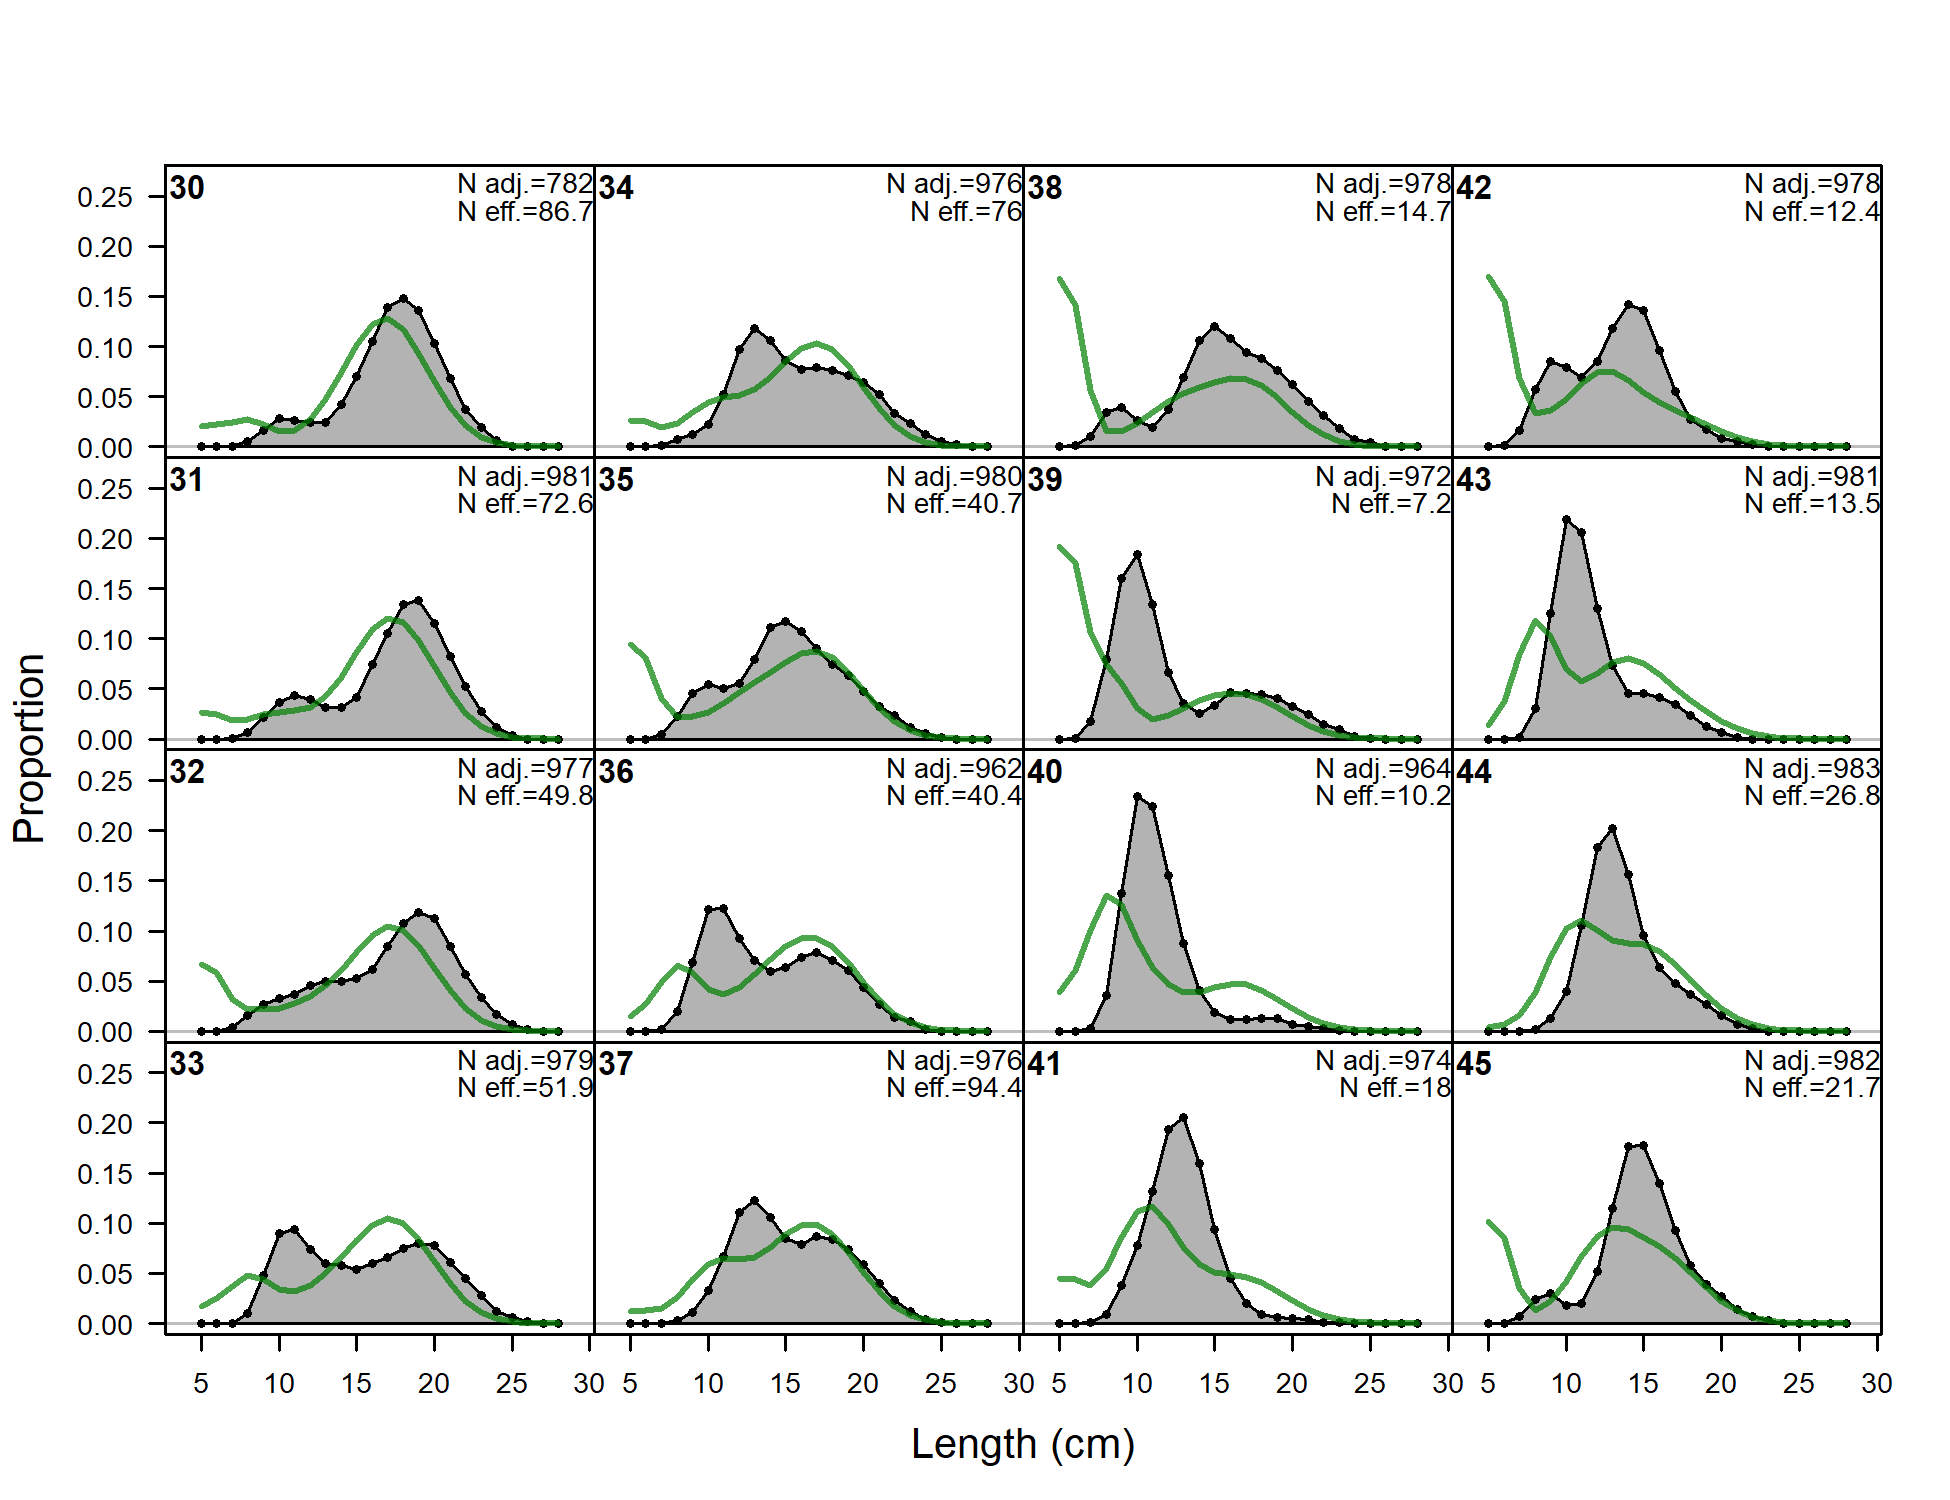 30
N adj.=782
N eff.=86.7
34
N adj.=976
N eff.=76
38
N adj.=978
N eff.=14.7
42
N adj.=978
N eff.=12.4
0.25
0.20
0.15
0.10
0.05
0.00
31
N adj.=981
N eff.=72.6
35
N adj.=980
N eff.=40.7
39
N adj.=972
N eff.=7.2
43
N adj.=981
N eff.=13.5
0.25
0.20
0.15
0.10
0.05
0.00
32
N adj.=977
N eff.=49.8
36
N adj.=962
N eff.=40.4
40
N adj.=964
N eff.=10.2
44
N adj.=983
N eff.=26.8
0.25
0.20
0.15
0.10
0.05
0.00
33
N adj.=979
N eff.=51.9
37
N adj.=976
N eff.=94.4
41
N adj.=974
N eff.=18
45
N adj.=982
N eff.=21.7
0.25
0.20
0.15
0.10
0.05
0.00
5 10 15 20 25 30 5 10 15 20 25 30 5 10 15 20 25 30 5 10 15 20 25 30
Length (cm)
Proportion